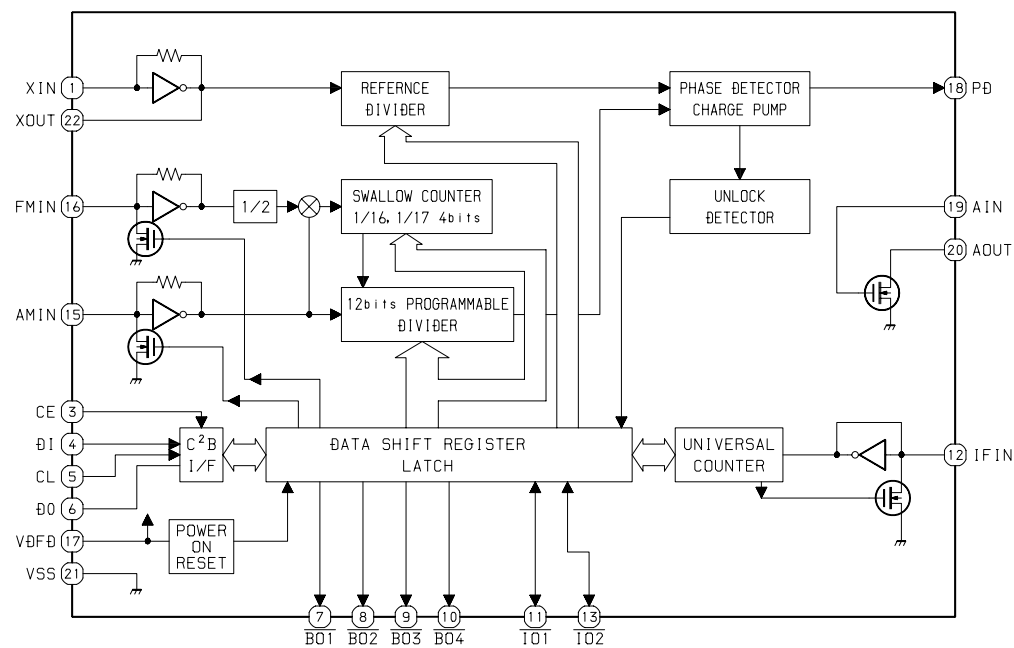 XIN 1
XOUT 22
REFERNCE
DIVIDER
PHASE DETECTOR
CHARGE PUMP
18 PD
FMIN 16
1/2
SWALLOW COUNTER
1/16, 1/17 4bits
UNLOCK
DETECTOR
19 AIN
20 AOUT
AMIN 15
12bits PROGRAMMABLE
DIVIDER
CE 3
DI 4
CL 5
DO 6
C2B
I/F
DATA SHIFT REGISTER
LATCH
UNIVERSAL
COUNTER
12 IFIN
VDFD 17
POWER
ON
RESET
VSS 21
7 8 9 10 11 13
BO1 BO2 BO3 BO4 IO1 IO2